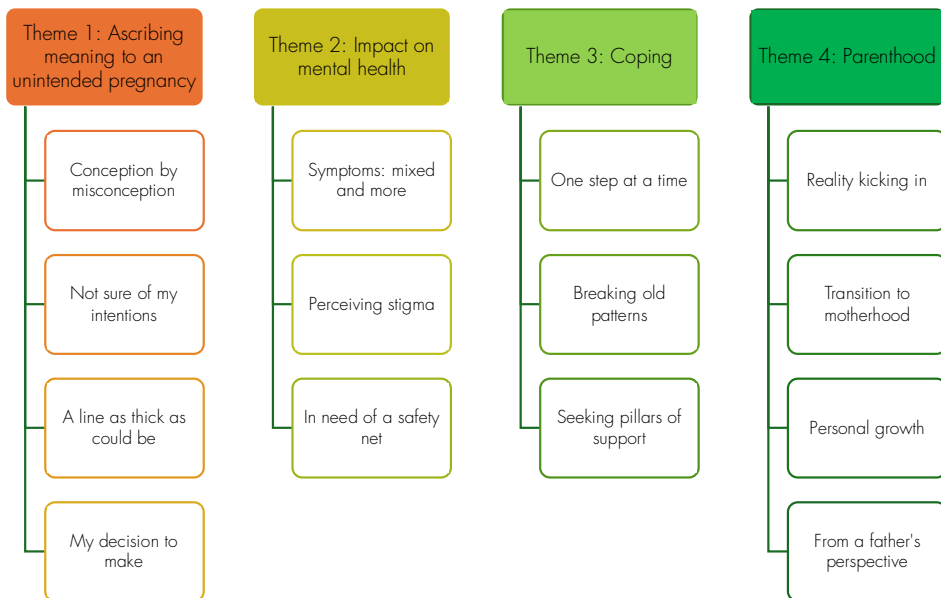 Theme 1: Ascribing
meaning to an
unintended pregnancy
Conception by
misconception
Not sure of my
intentions
A line as thick as
could be
My decision to
make
Theme 2: Impact on
mental health
Symptoms: mixed
and more
Perceiving stigma
In need of a safety
net
Theme 3: Coping
One step at a time
Breaking old
patterns
Seeking pillars of
support
Theme 4: Parenthood
Reality kicking in
Transition to
motherhood
Personal growth
From a father's
perspective